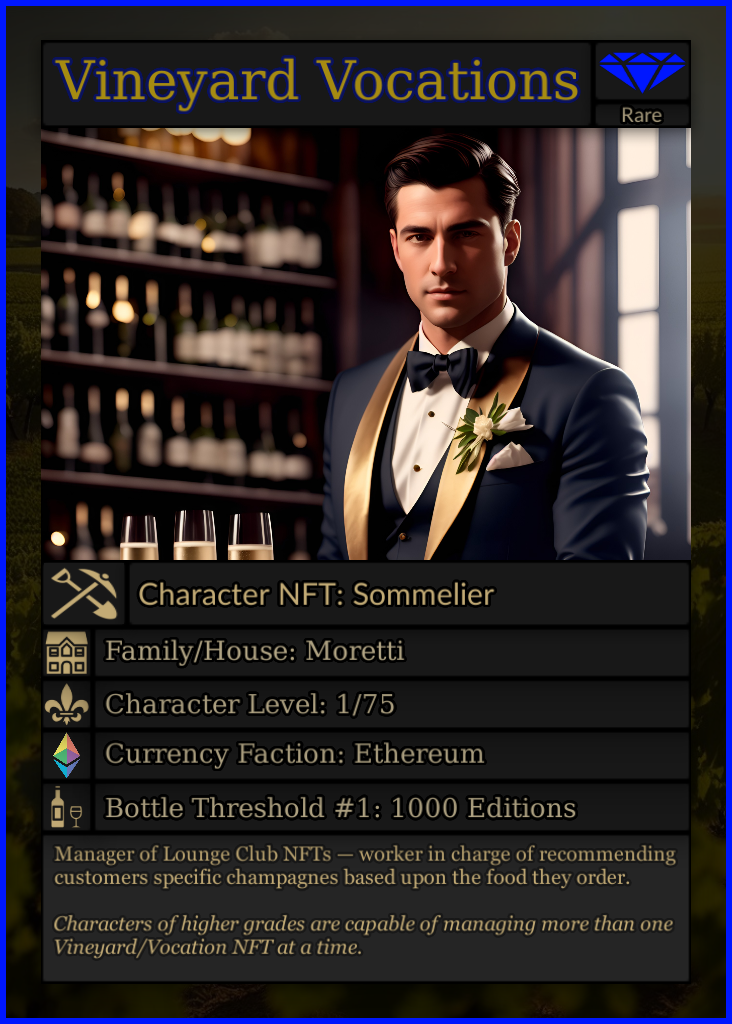 Vineyard Vocations
Rare
Character NFT: Sommelier
Family/House: Moretti
Character Level: 1/75
Currency Faction: Ethereum
Bottle Threshold #1: 1000 Editions
Manager of Lounge Club NFTs — worker in charge of recommending
customers specific champagnes based upon the food they order.
Characters of higher grades are capable of managing more than one
Vineyard/Vocation NFT at a time.